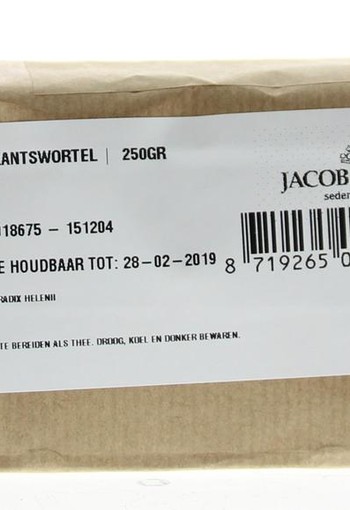 ANTSWORTEL | 250GR
JACOB
seder
18675 - 151204
E HOUDBAAR TOT: 28-02-2019
8 719265 0
RADIX HELENII
TE BEREIDEN ALS THEE. DROOG, KOEL EN DONKER BEWAREN.